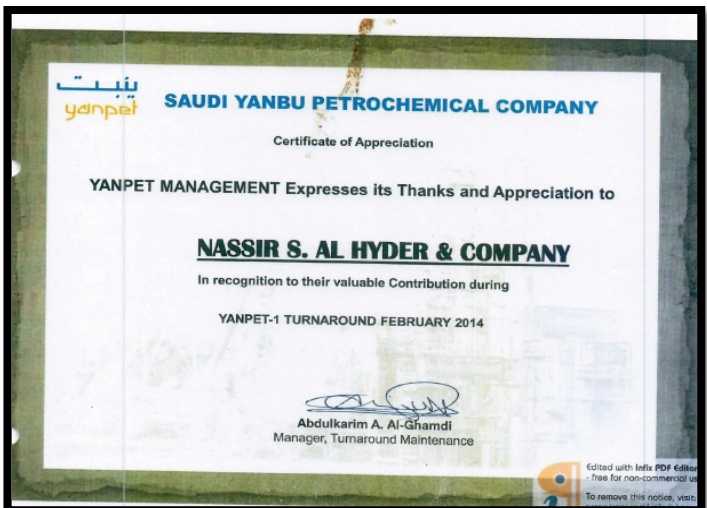 ينبت
yanpet
SAUDI YANBU PETROCHEMICAL COMPANY
Certificate of Appreciation
YANPET MANAGEMENT Expresses its Thanks and Appreciation to
NASSIR S. AL HYDER & COMPANY
In recognition to their valuable Contribution during
YANPET-1 TURNAROUND FEBRUARY 2014
Abdulkarim A. Al-Ghamdi
Manager, Turnaround Maintenance
Edited with Infix PDF Editor
- free for non-commercial us
To remove this notice, visit: